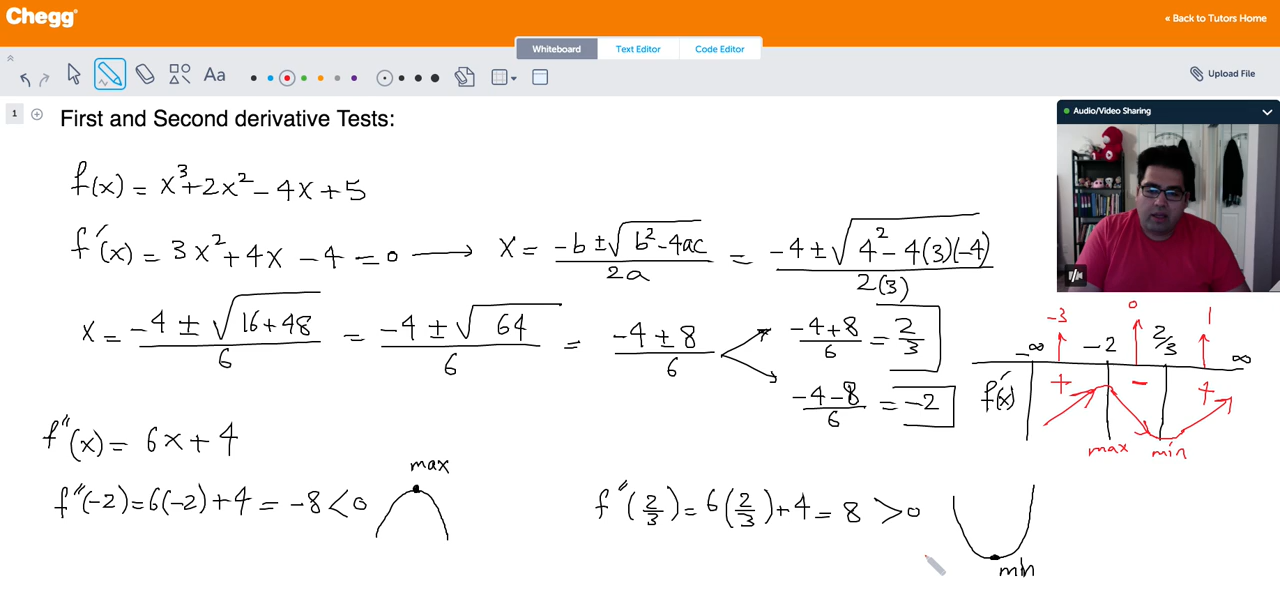 Chegg
« Back to Tutors Home
Whiteboard Text Editor Code Editor
Aa
Upload File
1
First and Second derivative Tests:
Audio/Video Sharing
f(x) = x³+2x²-4x+5
f′(x) = 3x²+4x-4=0 → x = (-b±√(b²-4ac))/2a = (-4±√(4²-4(3)(-4)))/2(3)
x = (-4±√(16+48))/6 = (-4±√64)/6 = (-4±8)/6
(-4+8)/6 = 2/3
(-4-8)/6 = -2
-3 0 1
-∞ -2 2/3 ∞
f′(x) + - +
max min
f″(x) = 6x+4
f″(-2)=6(-2)+4=-8<0
max
f″(2/3)=6(2/3)+4=8>0
min